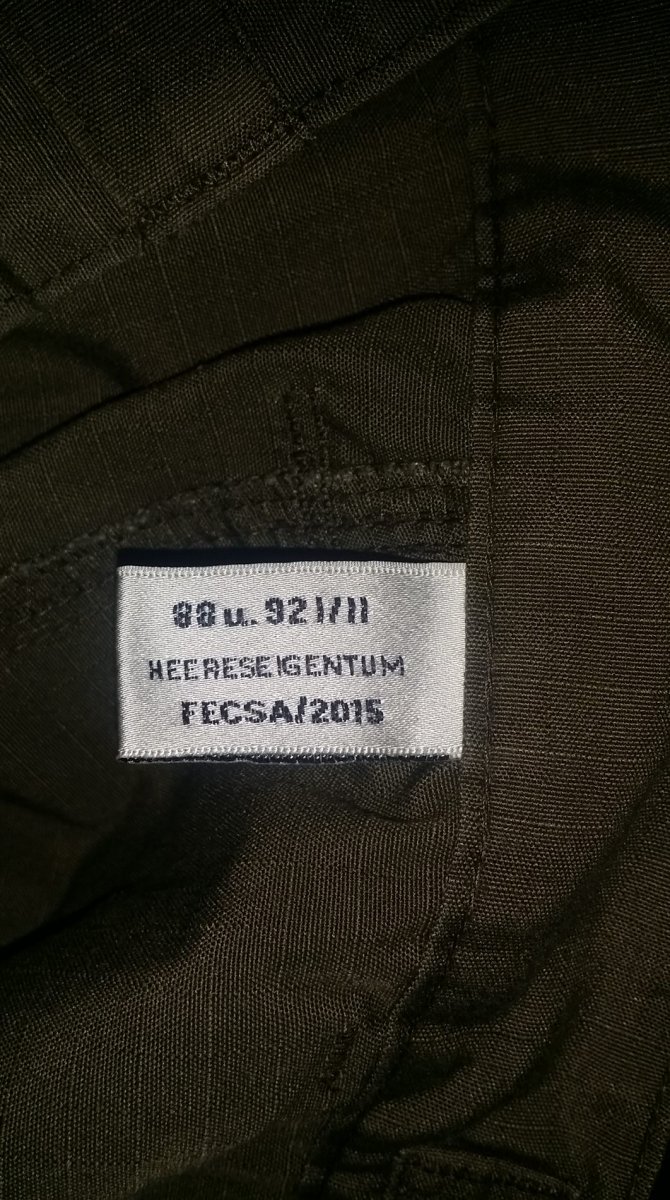 88 u. 92 I/II
HEERESEIGENTUM
FECSA/2015